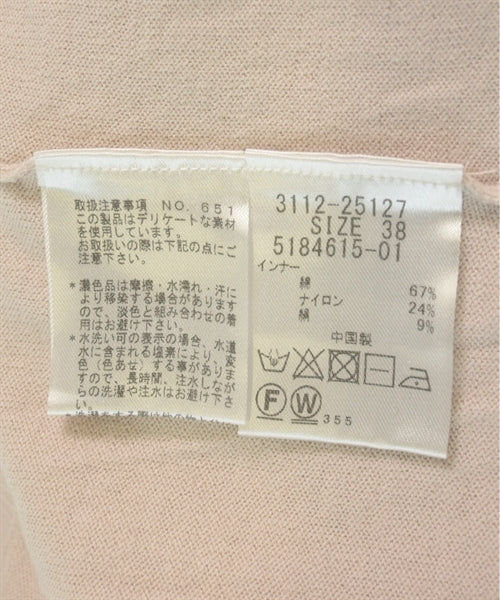 取扱注意事項 NO.651
この製品はデリケートな素材
を使用しています。
お取扱いの際は下記の点にご
注意下さい。
*濃色品は摩擦・水濡れ・汗に
より移染する場合があります
ので、淡色と組み合わせの着
用はお避け下さい。
*水洗い可の表示の場合、水道
水に含まれる塩素により、変
色(色あせ)する事がありま
すので、長時間、注水しなが
らの洗濯や注水はお避け下さ
い。
3112-25127
SIZE 38
5184615-01
インナー
綿 67%
ナイロン 24%
絹 9%
中国製
F W 355